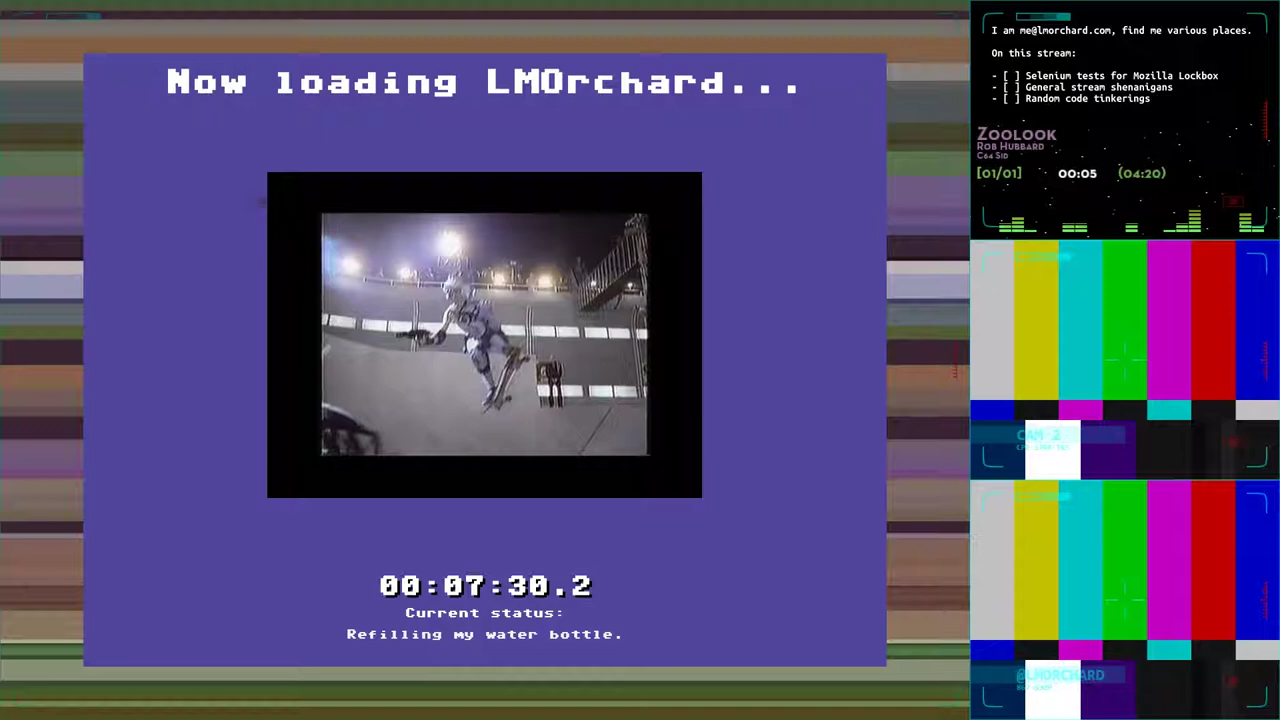 Now loading LMOrchard...
00:07:30.2
Current status:
Refilling my water bottle.
I am me@lmorchard.com, find me various places.
On this stream:
- [ ] Selenium tests for Mozilla Lockbox
- [ ] General stream shenanigans
- [ ] Random code tinkerings
Zoolook
Rob Hubbard
C64 Sid
[01/01] 00:05 (04:20)
CAM 2
@LMORCHARD